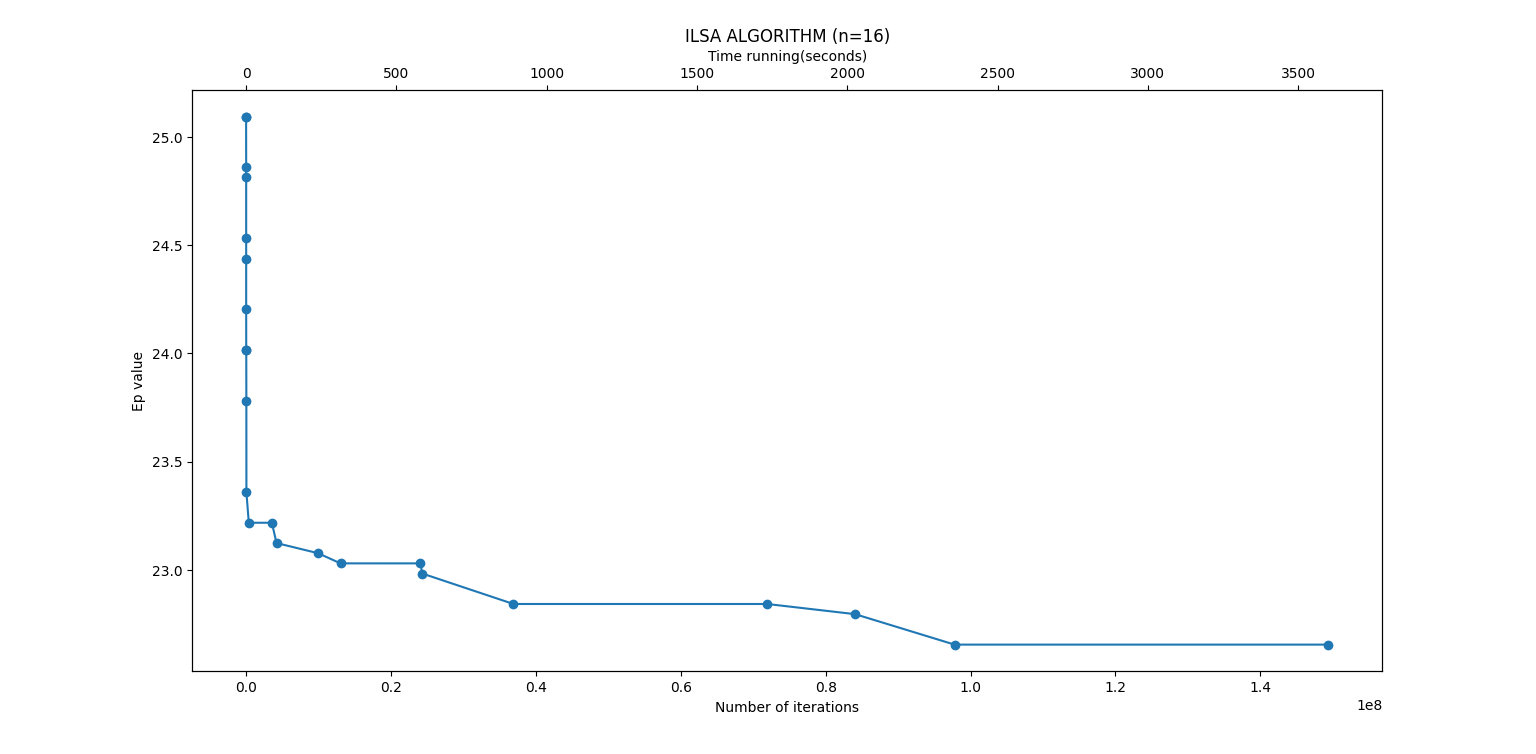 ILSA ALGORITHM (n=16)
Time running(seconds)
0 500 1000 1500 2000 2500 3000 3500
25.0
24.5
24.0
23.5
23.0
Ep value
0.0 0.2 0.4 0.6 0.8 1.0 1.2 1.4
1e8
Number of iterations